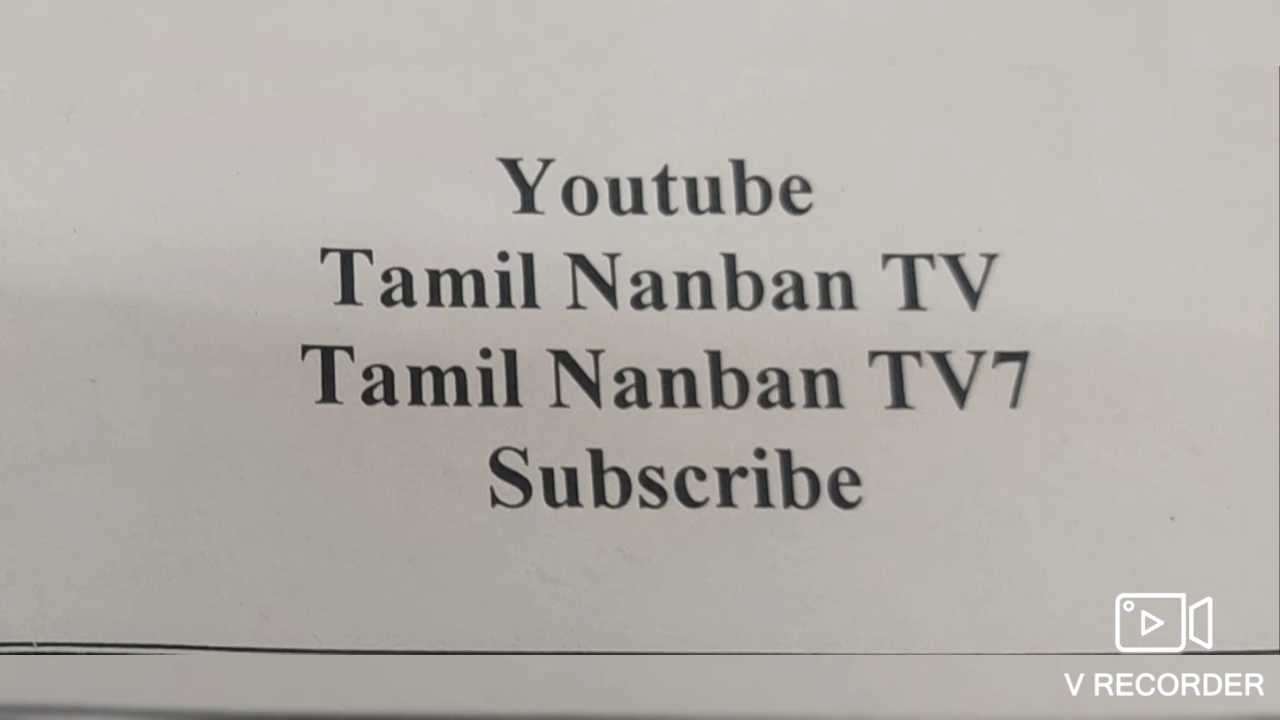 Youtube
Tamil Nanban TV
Tamil Nanban TV7
Subscribe
V RECORDER